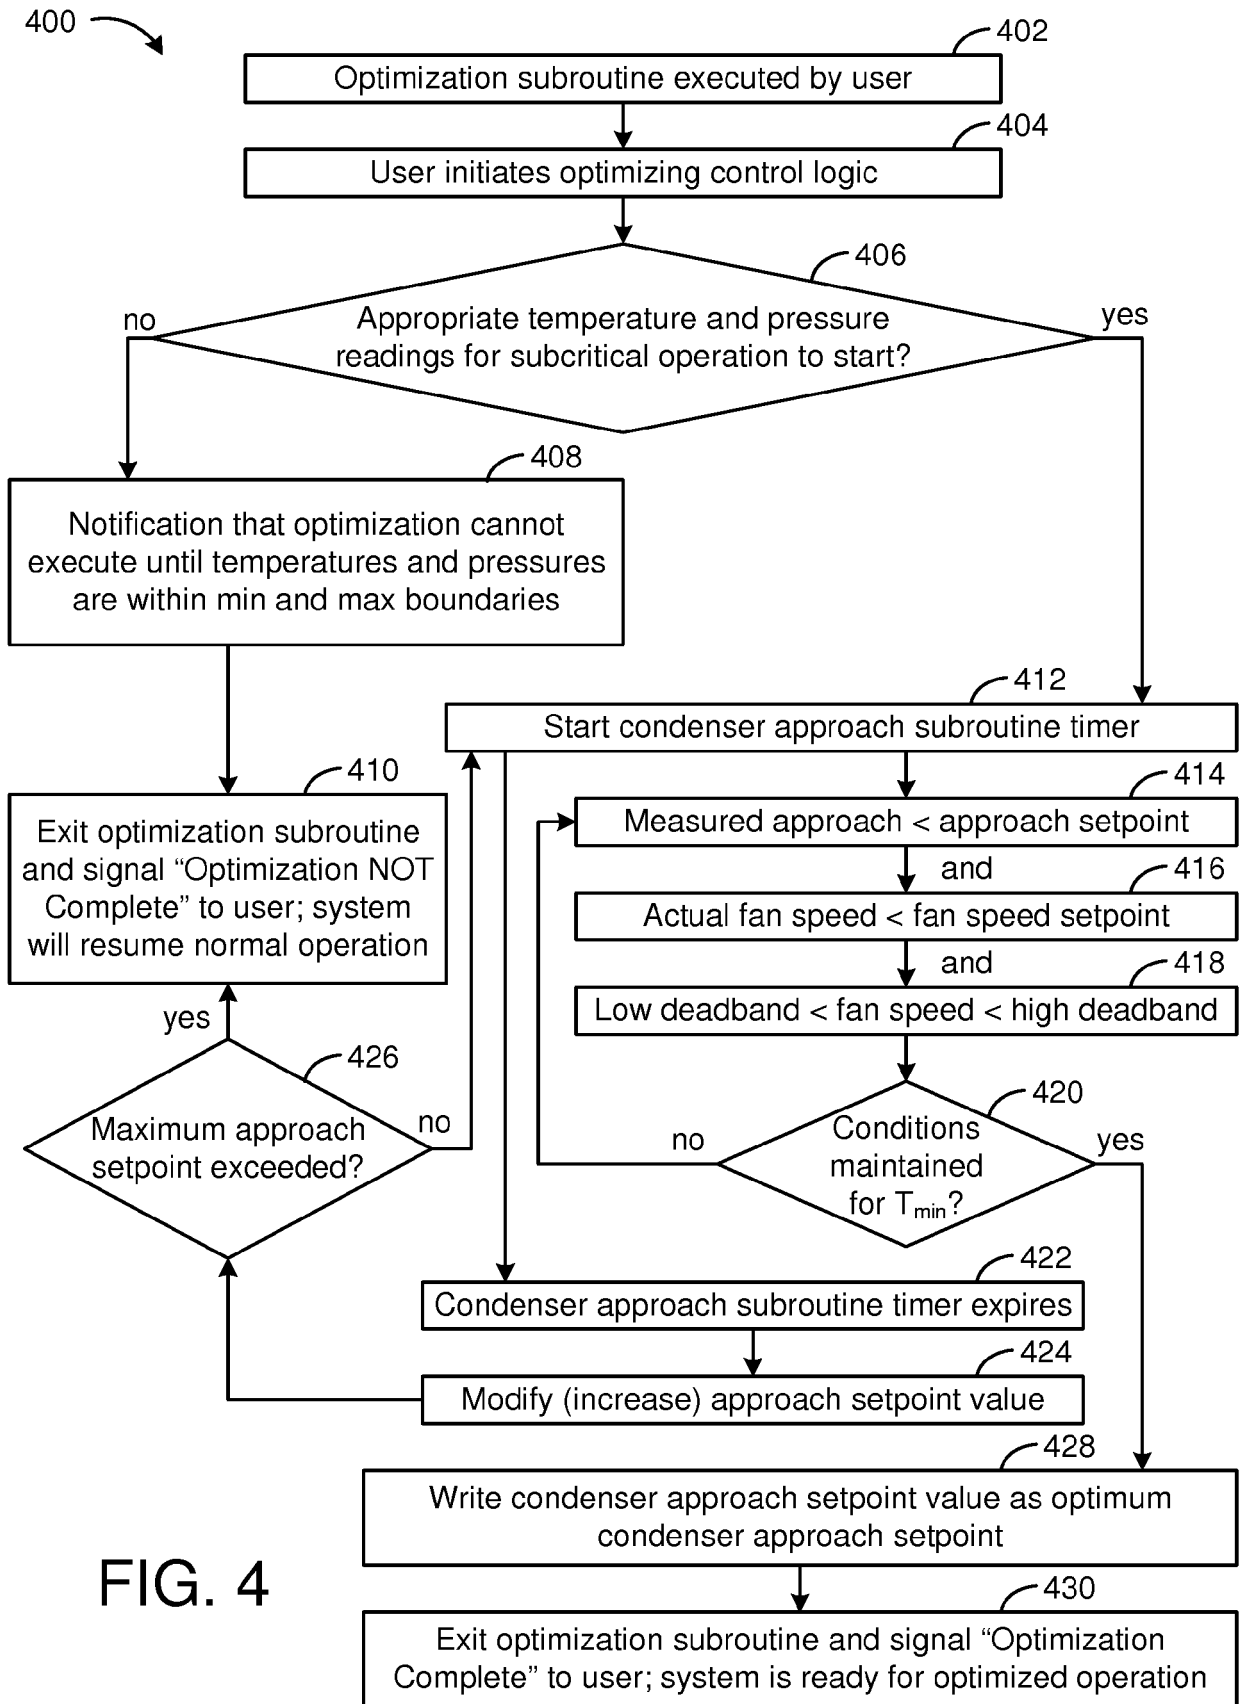 400
402
Optimization subroutine executed by user
404
User initiates optimizing control logic
406
Appropriate temperature and pressure
readings for subcritical operation to start?
no
yes
408
Notification that optimization cannot
execute until temperatures and pressures
are within min and max boundaries
412
Start condenser approach subroutine timer
410
Exit optimization subroutine
and signal “Optimization NOT
Complete” to user; system
will resume normal operation
414
Measured approach < approach setpoint
and
416
Actual fan speed < fan speed setpoint
and
418
Low deadband < fan speed < high deadband
yes
426
Maximum approach
setpoint exceeded?
no
420
Conditions
maintained
for Tmin?
no
yes
422
Condenser approach subroutine timer expires
424
Modify (increase) approach setpoint value
428
Write condenser approach setpoint value as optimum
condenser approach setpoint
430
Exit optimization subroutine and signal “Optimization
Complete” to user; system is ready for optimized operation
FIG. 4